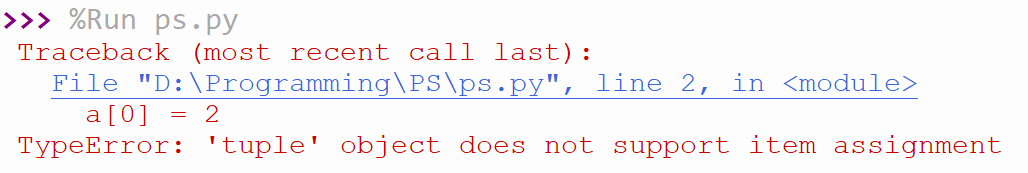 >>> %Run ps.py
Traceback (most recent call last):
File "D:\Programming\PS\ps.py", line 2, in <module>
a[0] = 2
TypeError: 'tuple' object does not support item assignment